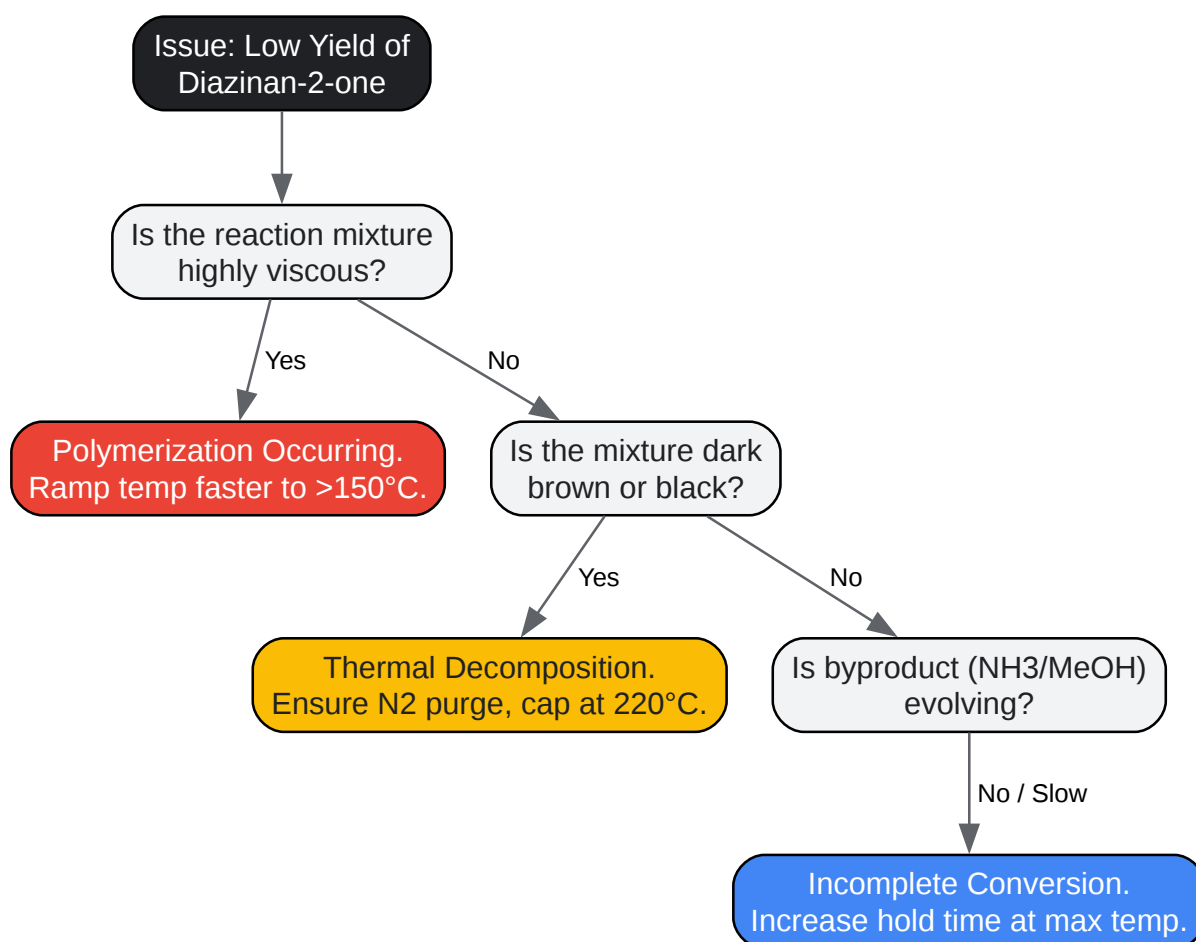 Issue: Low Yield of
Diazinan-2-one
Is the reaction mixture
highly viscous?
Yes
No
Polymerization Occurring.
Ramp temp faster to >150°C.
Is the mixture dark
brown or black?
Yes
No
Thermal Decomposition.
Ensure N2 purge, cap at 220°C.
Is byproduct (NH3/MeOH)
evolving?
No / Slow
Incomplete Conversion.
Increase hold time at max temp.